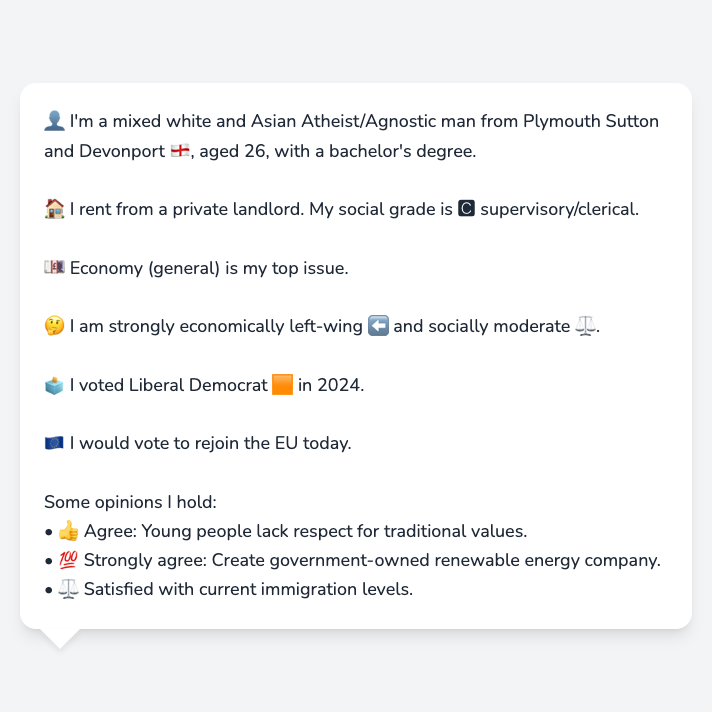 👤 I'm a mixed white and Asian Atheist/Agnostic man from Plymouth Sutton
and Devonport 🏴󠁧󠁢󠁥󠁮󠁧󠁿, aged 26, with a bachelor's degree.
🏠 I rent from a private landlord. My social grade is 🅲 supervisory/clerical.
💷 Economy (general) is my top issue.
🤔 I am strongly economically left-wing ⬅️ and socially moderate ⚖️.
🗳️ I voted Liberal Democrat 🟧 in 2024.
🇪🇺 I would vote to rejoin the EU today.
Some opinions I hold:
• 👍 Agree: Young people lack respect for traditional values.
• 💯 Strongly agree: Create government-owned renewable energy company.
• ⚖️ Satisfied with current immigration levels.